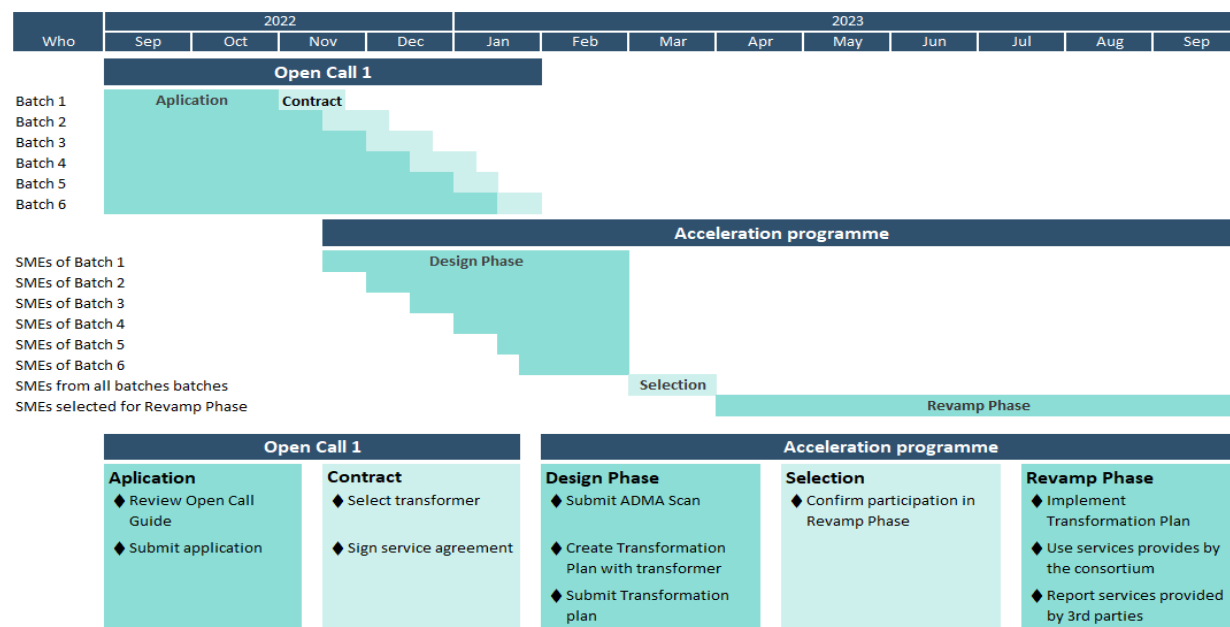 2022 2023
Who Sep Oct Nov Dec Jan Feb Mar Apr May Jun Jul Aug Sep
Open Call 1
Batch 1 Aplication Contract
Batch 2
Batch 3
Batch 4
Batch 5
Batch 6
Acceleration programme
SMEs of Batch 1 Design Phase
SMEs of Batch 2
SMEs of Batch 3
SMEs of Batch 4
SMEs of Batch 5
SMEs of Batch 6
SMEs from all batches batches Selection
SMEs selected for Revamp Phase Revamp Phase
Open Call 1
Acceleration programme
Aplication
♦ Review Open Call
Guide
♦ Submit application
Contract
♦ Select transformer
♦ Sign service agreement
Design Phase
♦ Submit ADMA Scan
♦ Create Transformation
Plan with transformer
♦ Submit Transformation
plan
Selection
♦ Confirm participation in
Revamp Phase
Revamp Phase
♦ Implement
Transformation Plan
♦ Use services provides by
the consortium
♦ Report services provided
by 3rd parties